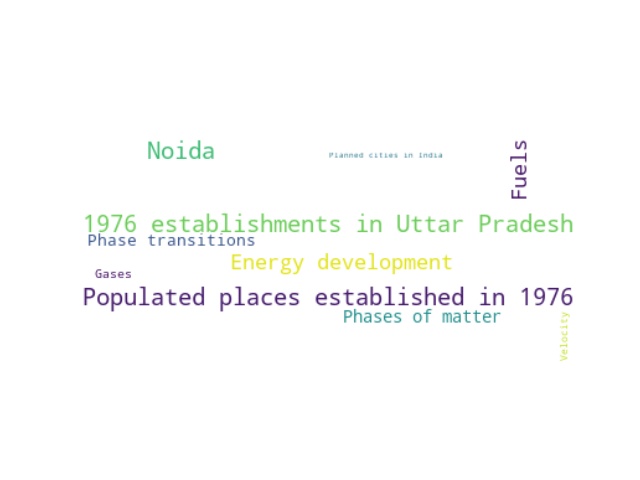 Noida
Planned cities in India
Fuels
1976 establishments in Uttar Pradesh
Phase transitions
Energy development
Gases
Populated places established in 1976
Phases of matter
Velocity